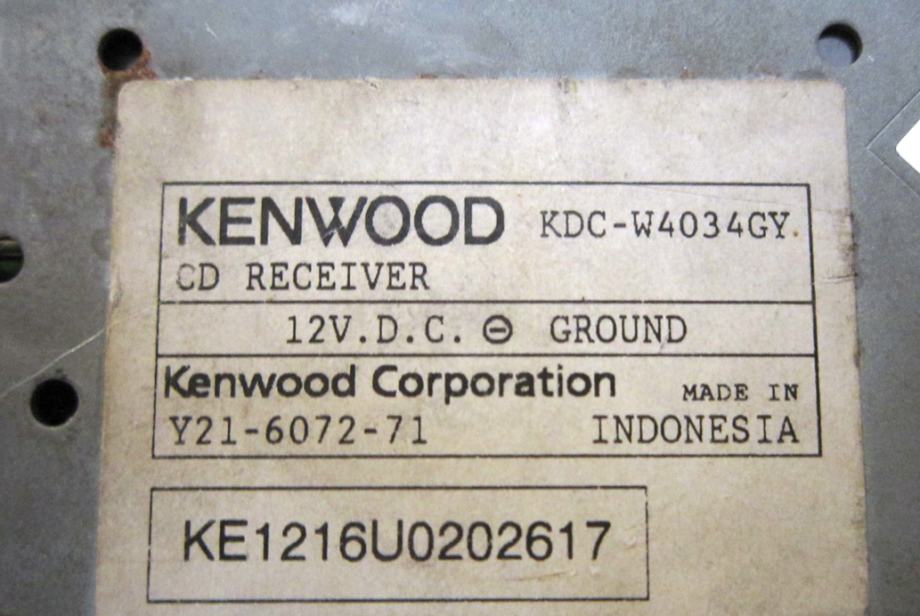 KENWOOD KDC-W4034GY.
CD RECEIVER
12V.D.C. ⊖ GROUND
Kenwood Corporation MADE IN
Y21-6072-71 INDONESIA
KE1216U0202617